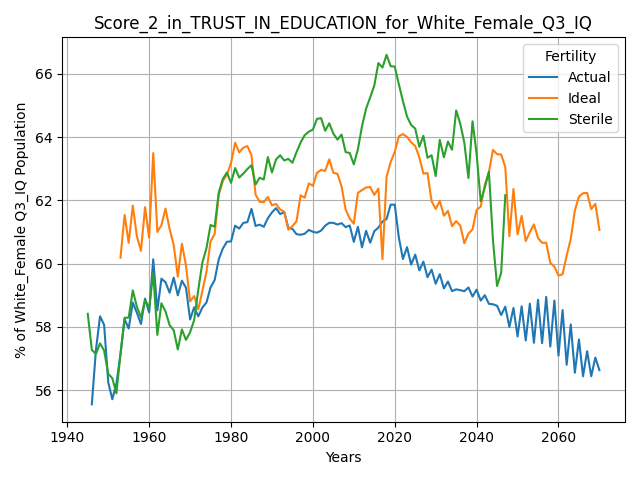 Score_2_in_TRUST_IN_EDUCATION_for_White_Female_Q3_IQ
Fertility
Actual
Ideal
Sterile
% of White_Female Q3_IQ Population
66
64
62
60
58
56
1940
1960
1980
2000
2020
2040
2060
Years